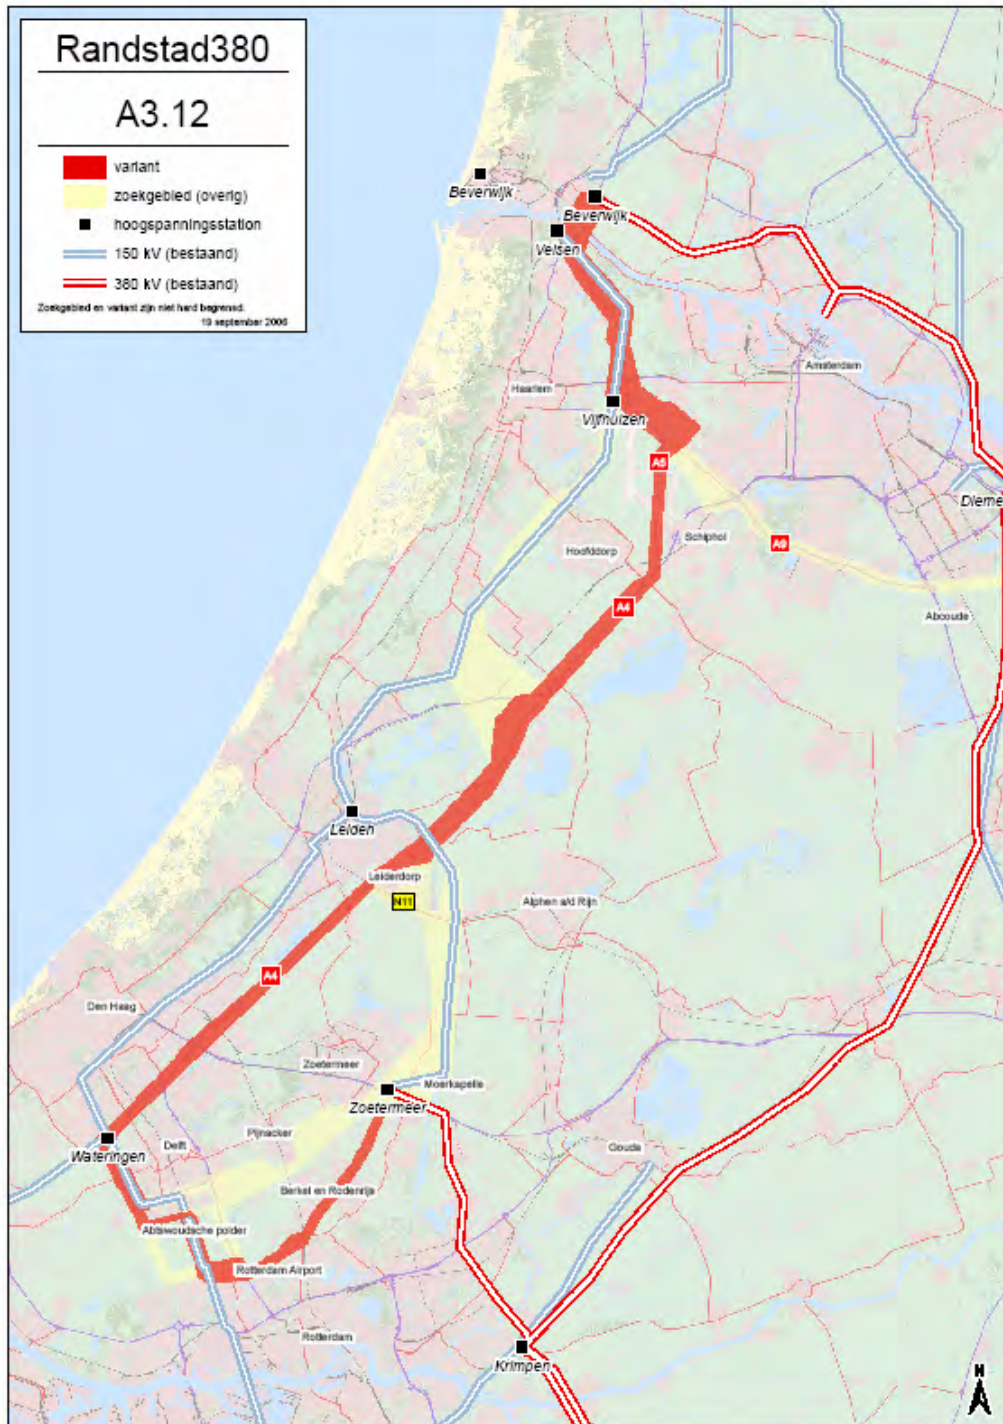 Randstad380
A3.12
variant
zoekgebied (overig)
hoogspanningsstation
150 kV (bestaand)
380 kV (bestaand)
Zoekgebied en variant zijn niet hard begrensd.
19 september 2006
Beverwijk
Beverwijk
Velsen
Amsterdam
Haarlem
Vijfhuizen
A5
Dieme
Schiphol
A9
Hoofddorp
A4
Abcoude
Leiden
Leiderdorp
N11
Alphen a/d Rijn
A4
Den Haag
Zoetermeer
Moerkapelle
Zoetermeer
Pijnacker
Delft
Gouda
Wateringen
Berkel en Rodenrijs
Abtswoudsche polder
Rotterdam Airport
Rotterdam
Krimpen
N